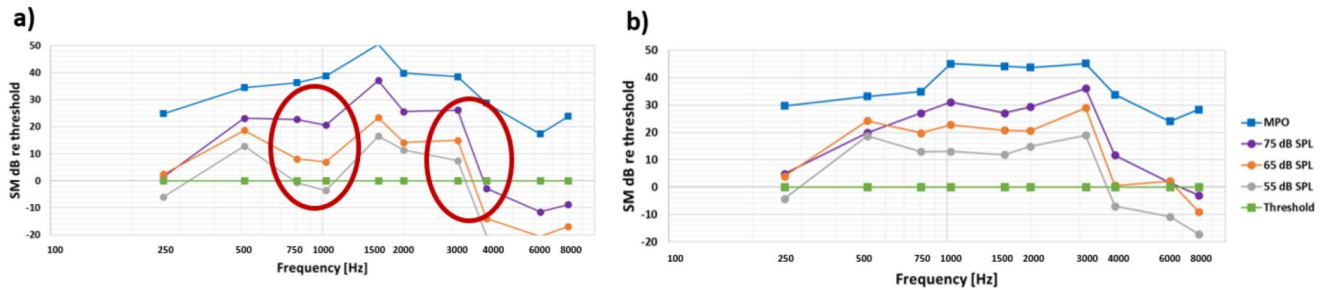 a)
SM dB re threshold
50
40
30
20
10
0
-10
-20
100 250 500 750 1000 1500 2000 3000 4000 6000 8000
Frequency [Hz]
b)
SM dB re threshold
50
40
30
20
10
0
-10
-20
100 250 500 750 1000 1500 2000 3000 4000 6000 8000
Frequency [Hz]
MPO
75 dB SPL
65 dB SPL
55 dB SPL
Threshold